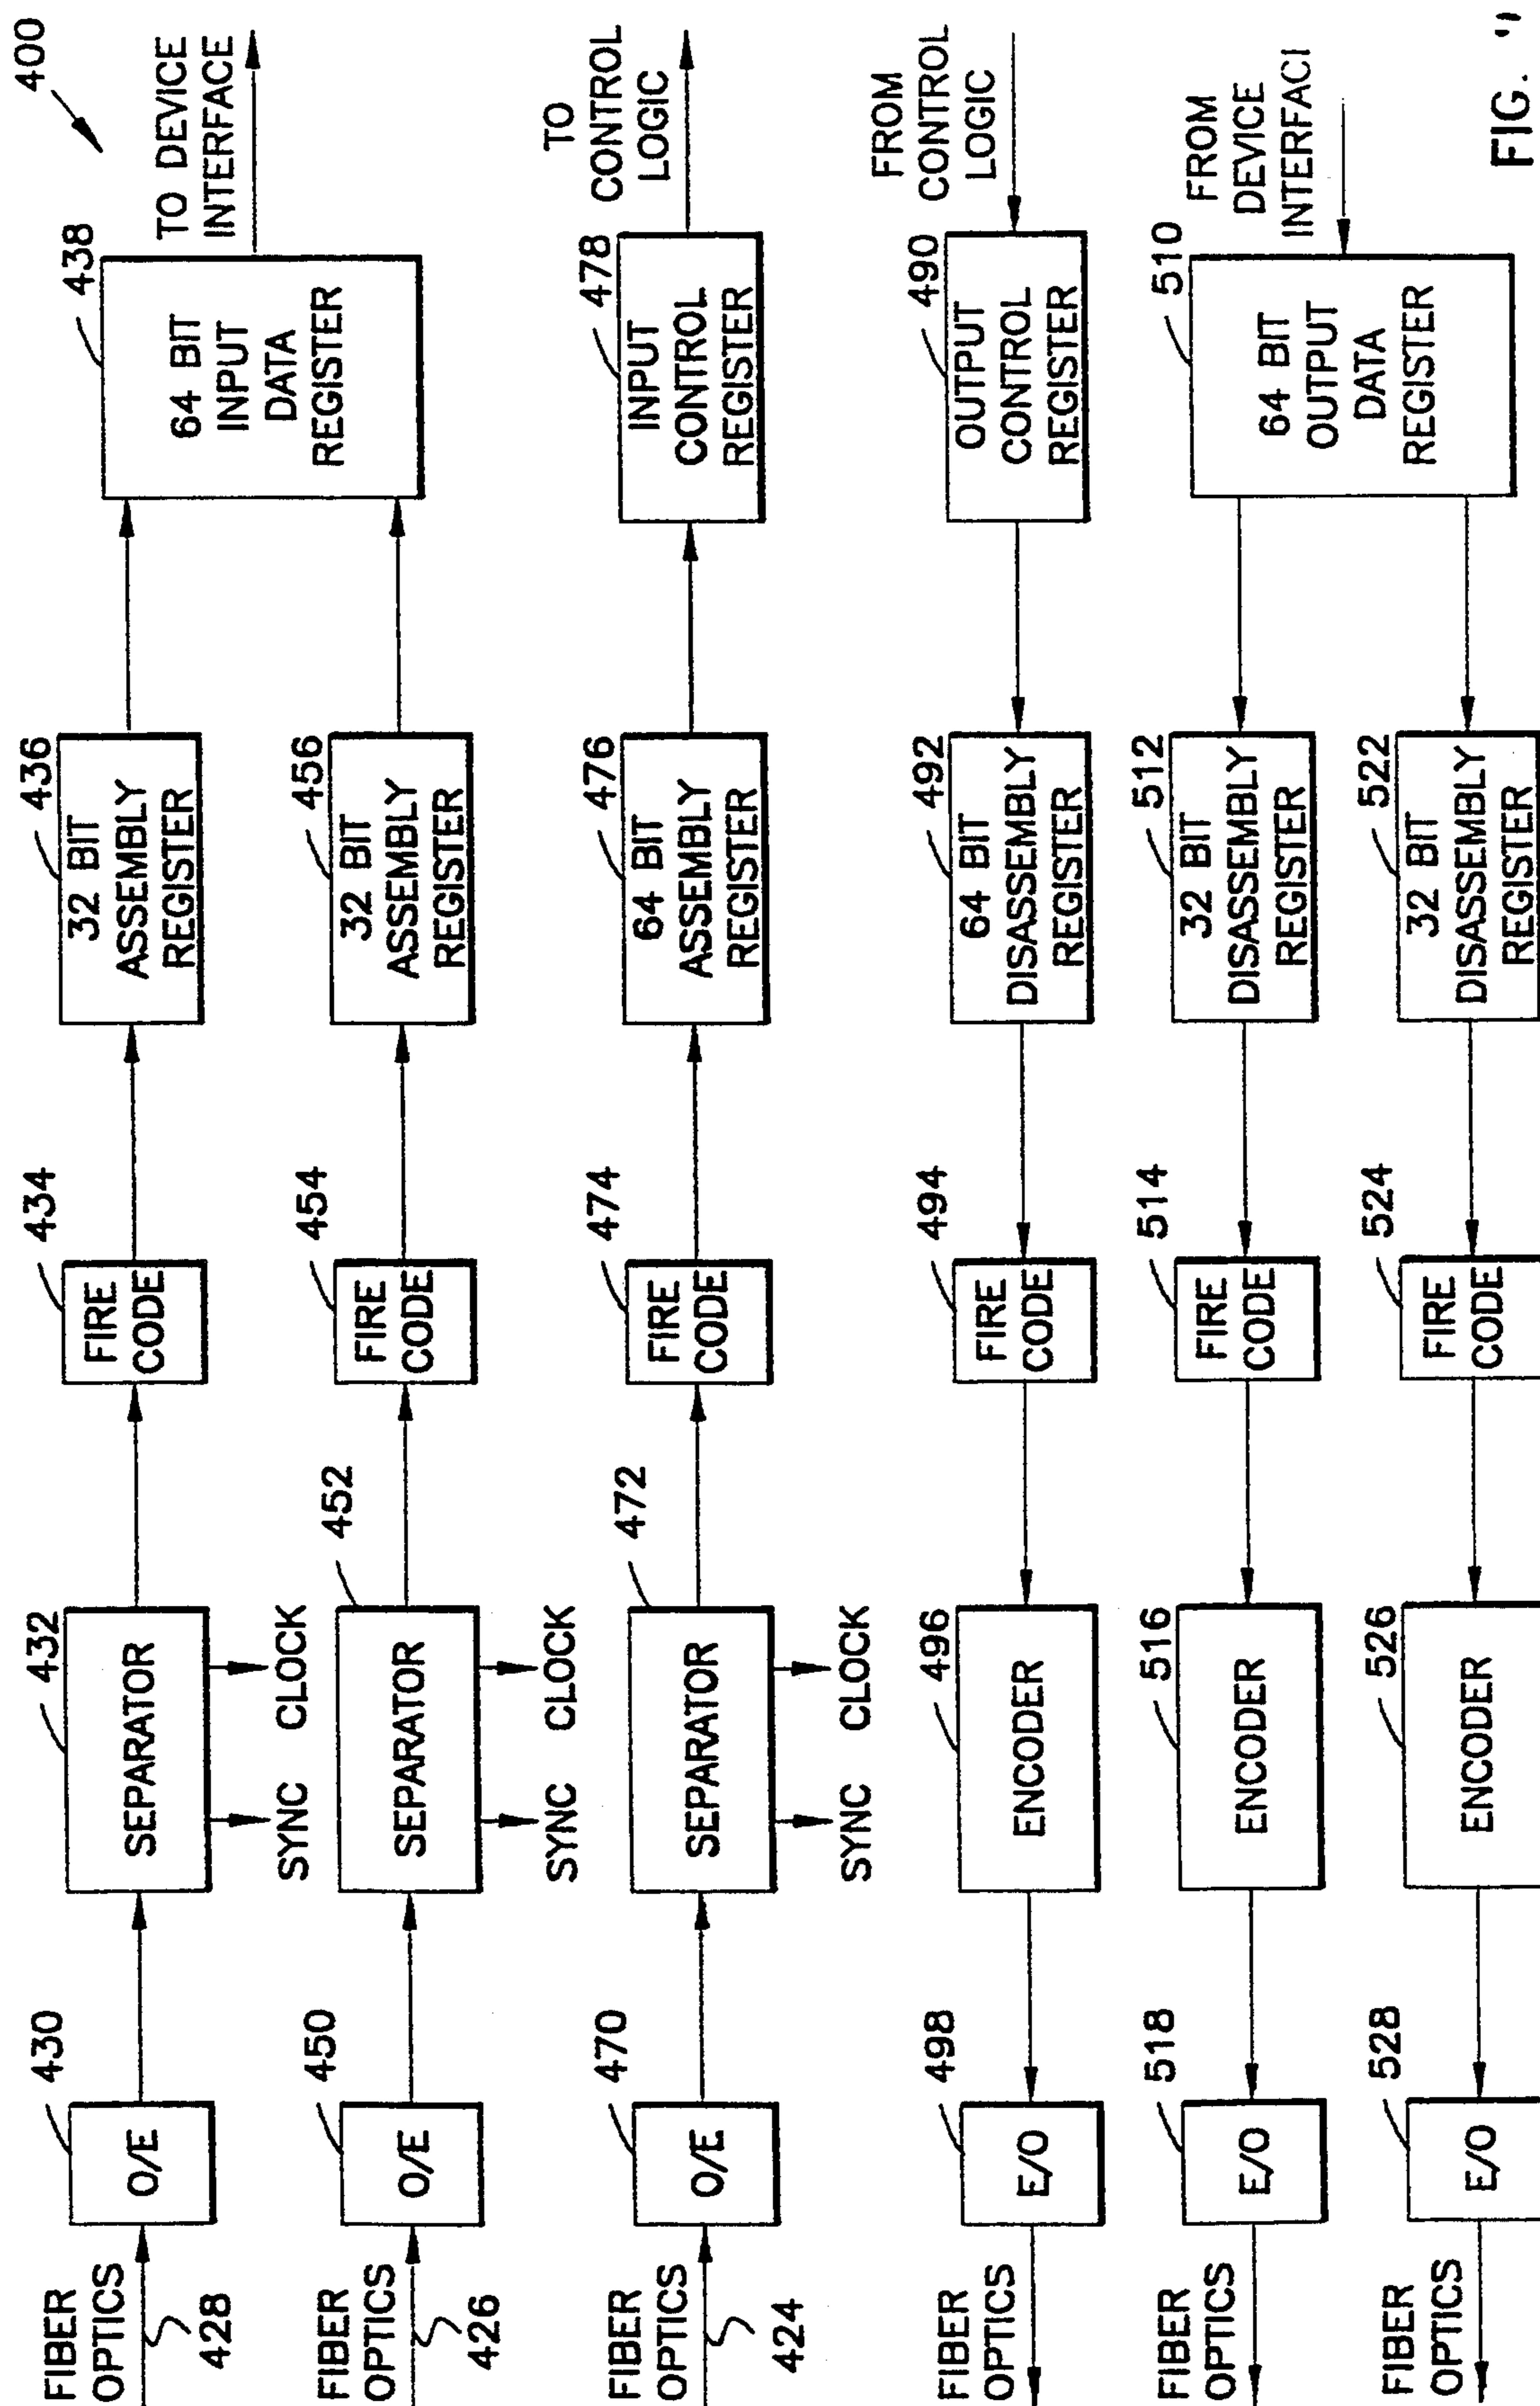 400
FIBER
OPTICS
428
430
O/E
432
SEPARATOR
SYNC
CLOCK
434
FIRE
CODE
436
32 BIT
ASSEMBLY
REGISTER
438
64 BIT
INPUT
DATA
REGISTER
TO DEVICE
INTERFACE
FIBER
OPTICS
426
450
O/E
452
SEPARATOR
SYNC
CLOCK
454
FIRE
CODE
456
32 BIT
ASSEMBLY
REGISTER
FIBER
OPTICS
424
470
O/E
472
SEPARATOR
SYNC
CLOCK
474
FIRE
CODE
476
64 BIT
ASSEMBLY
REGISTER
478
INPUT
CONTROL
REGISTER
TO
CONTROL
LOGIC
FIBER
OPTICS
498
E/O
496
ENCODER
494
FIRE
CODE
492
64 BIT
DISASSEMBLY
REGISTER
490
OUTPUT
CONTROL
REGISTER
FROM
CONTROL
LOGIC
FIBER
OPTICS
518
E/O
516
ENCODER
514
FIRE
CODE
512
32 BIT
DISASSEMBLY
REGISTER
510
64 BIT
OUTPUT
DATA
REGISTER
FROM
DEVICE
INTERFACI
FIBER
OPTICS
528
E/O
526
ENCODER
524
FIRE
CODE
522
32 BIT
DISASSEMBLY
REGISTER
FIG.